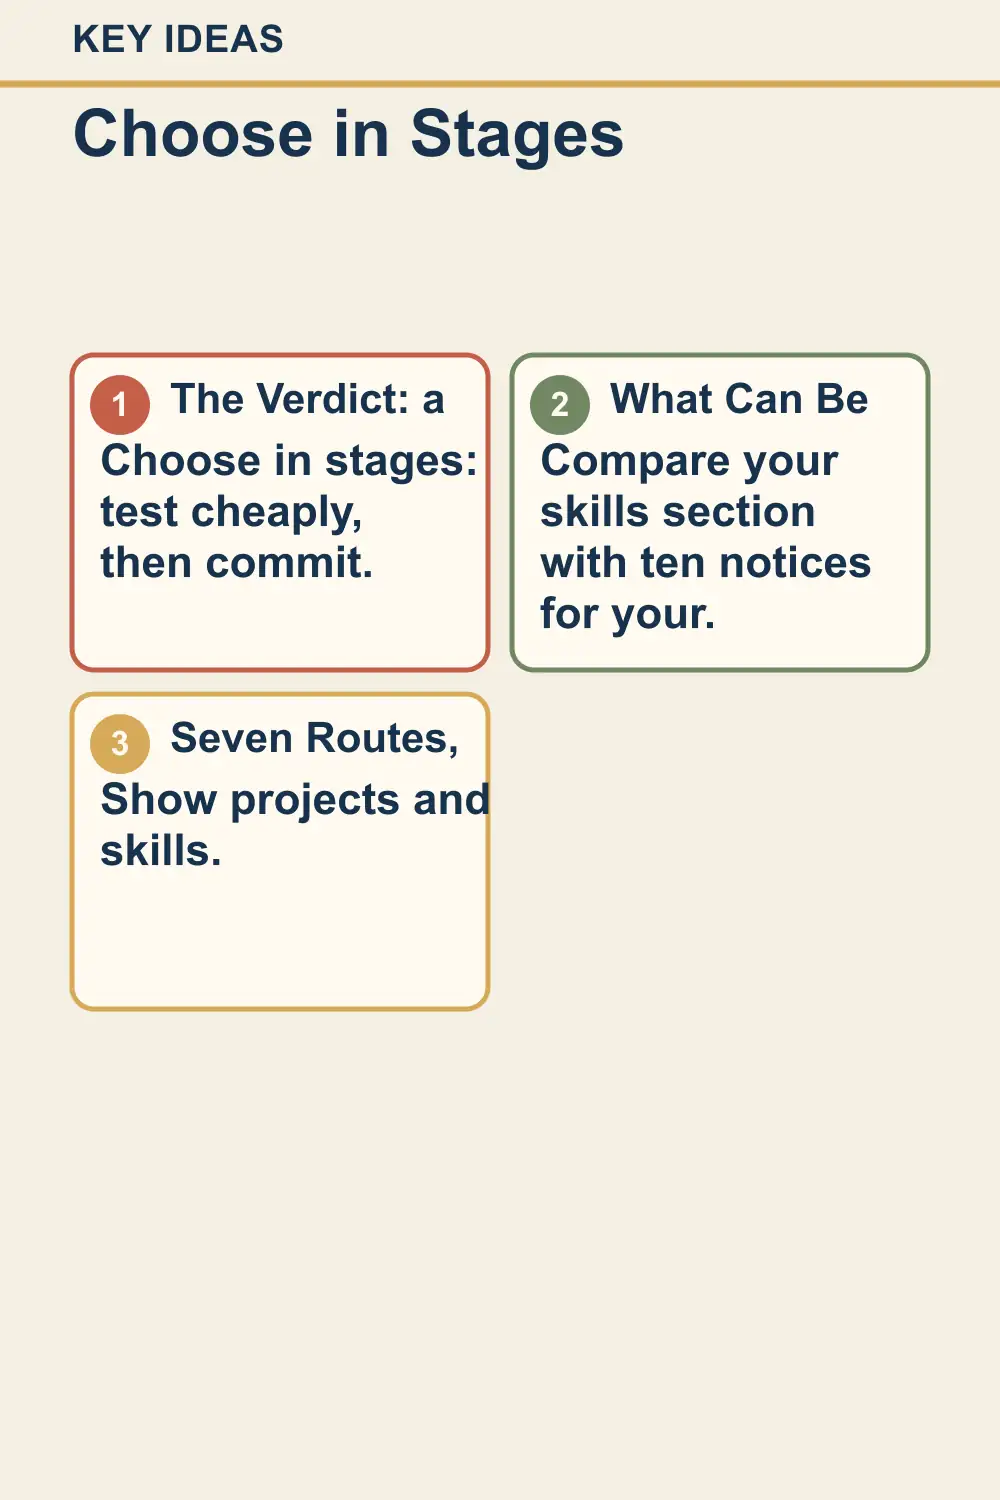 KEY IDEAS
Choose in Stages
1 The Verdict: a
Choose in stages:
test cheaply,
then commit.
2 What Can Be
Compare your
skills section
with ten notices
for your.
3 Seven Routes,
Show projects and
skills.